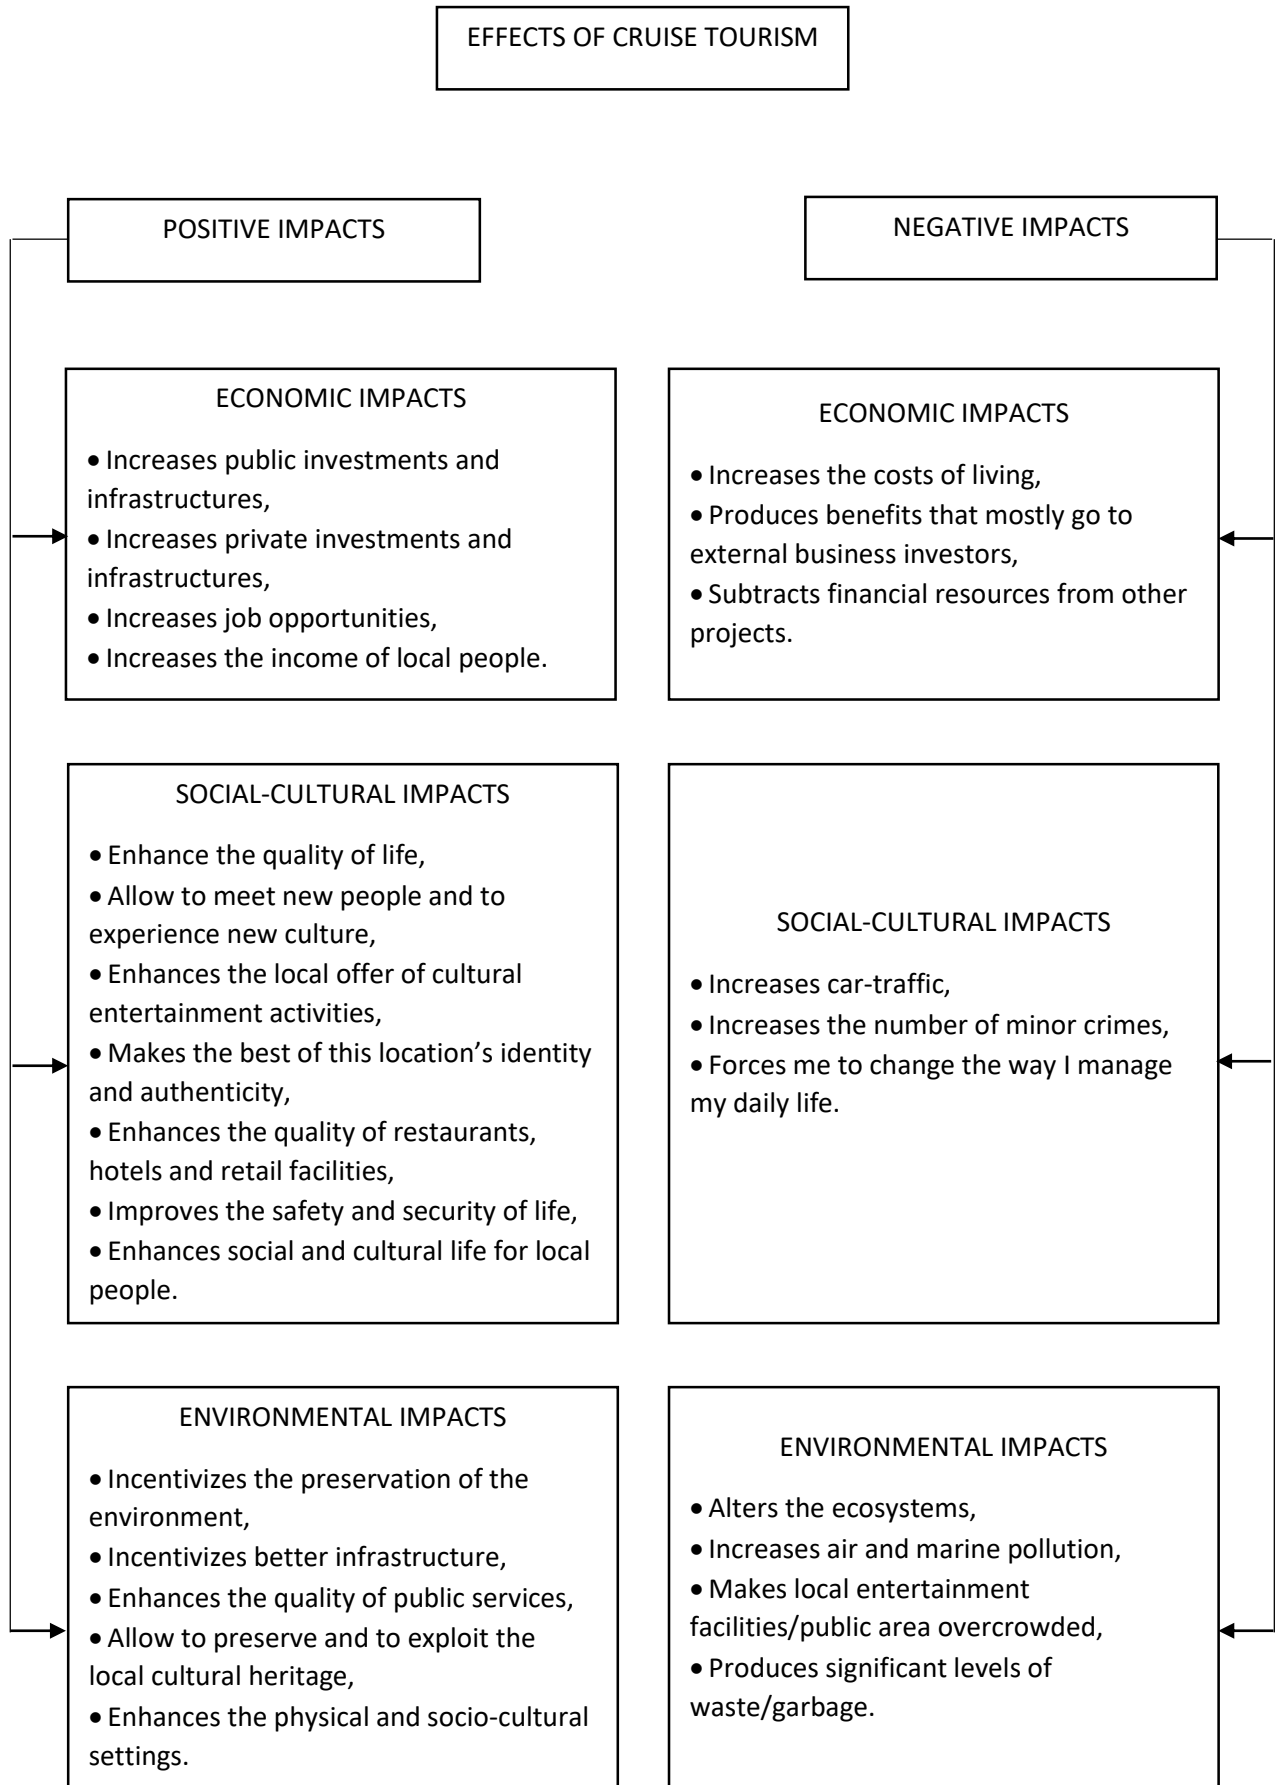 EFFECTS OF CRUISE TOURISM
POSITIVE IMPACTS
NEGATIVE IMPACTS
ECONOMIC IMPACTS
• Increases public investments and
infrastructures,
• Increases private investments and
infrastructures,
• Increases job opportunities,
• Increases the income of local people.
ECONOMIC IMPACTS
• Increases the costs of living,
• Produces benefits that mostly go to
external business investors,
• Subtracts financial resources from other
projects.
SOCIAL-CULTURAL IMPACTS
• Enhance the quality of life,
• Allow to meet new people and to
experience new culture,
• Enhances the local offer of cultural
entertainment activities,
• Makes the best of this location’s identity
and authenticity,
• Enhances the quality of restaurants,
hotels and retail facilities,
• Improves the safety and security of life,
• Enhances social and cultural life for local
people.
SOCIAL-CULTURAL IMPACTS
• Increases car-traffic,
• Increases the number of minor crimes,
• Forces me to change the way I manage
my daily life.
ENVIRONMENTAL IMPACTS
• Incentivizes the preservation of the
environment,
• Incentivizes better infrastructure,
• Enhances the quality of public services,
• Allow to preserve and to exploit the
local cultural heritage,
• Enhances the physical and socio-cultural
settings.
ENVIRONMENTAL IMPACTS
• Alters the ecosystems,
• Increases air and marine pollution,
• Makes local entertainment
facilities/public area overcrowded,
• Produces significant levels of
waste/garbage.